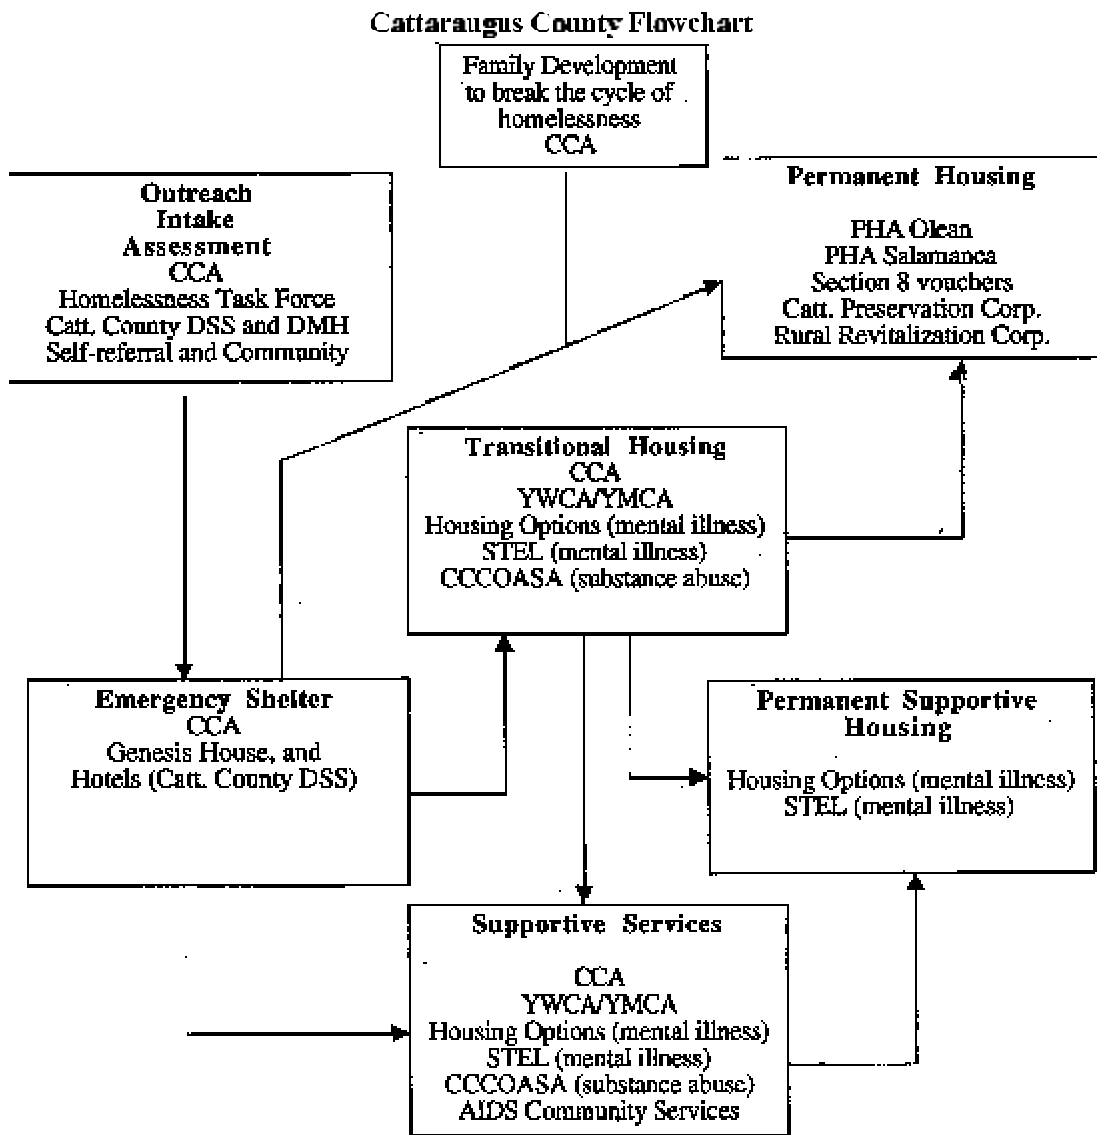 Cattaraugus County Flowchart
Family Development
to break the cycle of
homelessness
CCA
Outreach
Intake
Assessment
CCA
Homelessness Task Force
Catt. County DSS and DMH
Self-referral and Community
Permanent Housing
PHA Olean
PHA Salamanca
Section 8 vouchers
Catt. Preservation Corp.
Rural Revitalization Corp.
Transitional Housing
CCA
YWCA/YMCA
Housing Options (mental illness)
STEL (mental illness)
CCCOASA (substance abuse)
Emergency Shelter
CCA
Genesis House, and
Hotels (Catt. County DSS)
Permanent Supportive
Housing
Housing Options (mental illness)
STEL (mental illness)
Supportive Services
CCA
YWCA/YMCA
Housing Options (mental illness)
STEL (mental illness)
CCCOASA (substance abuse)
AIDS Community Services